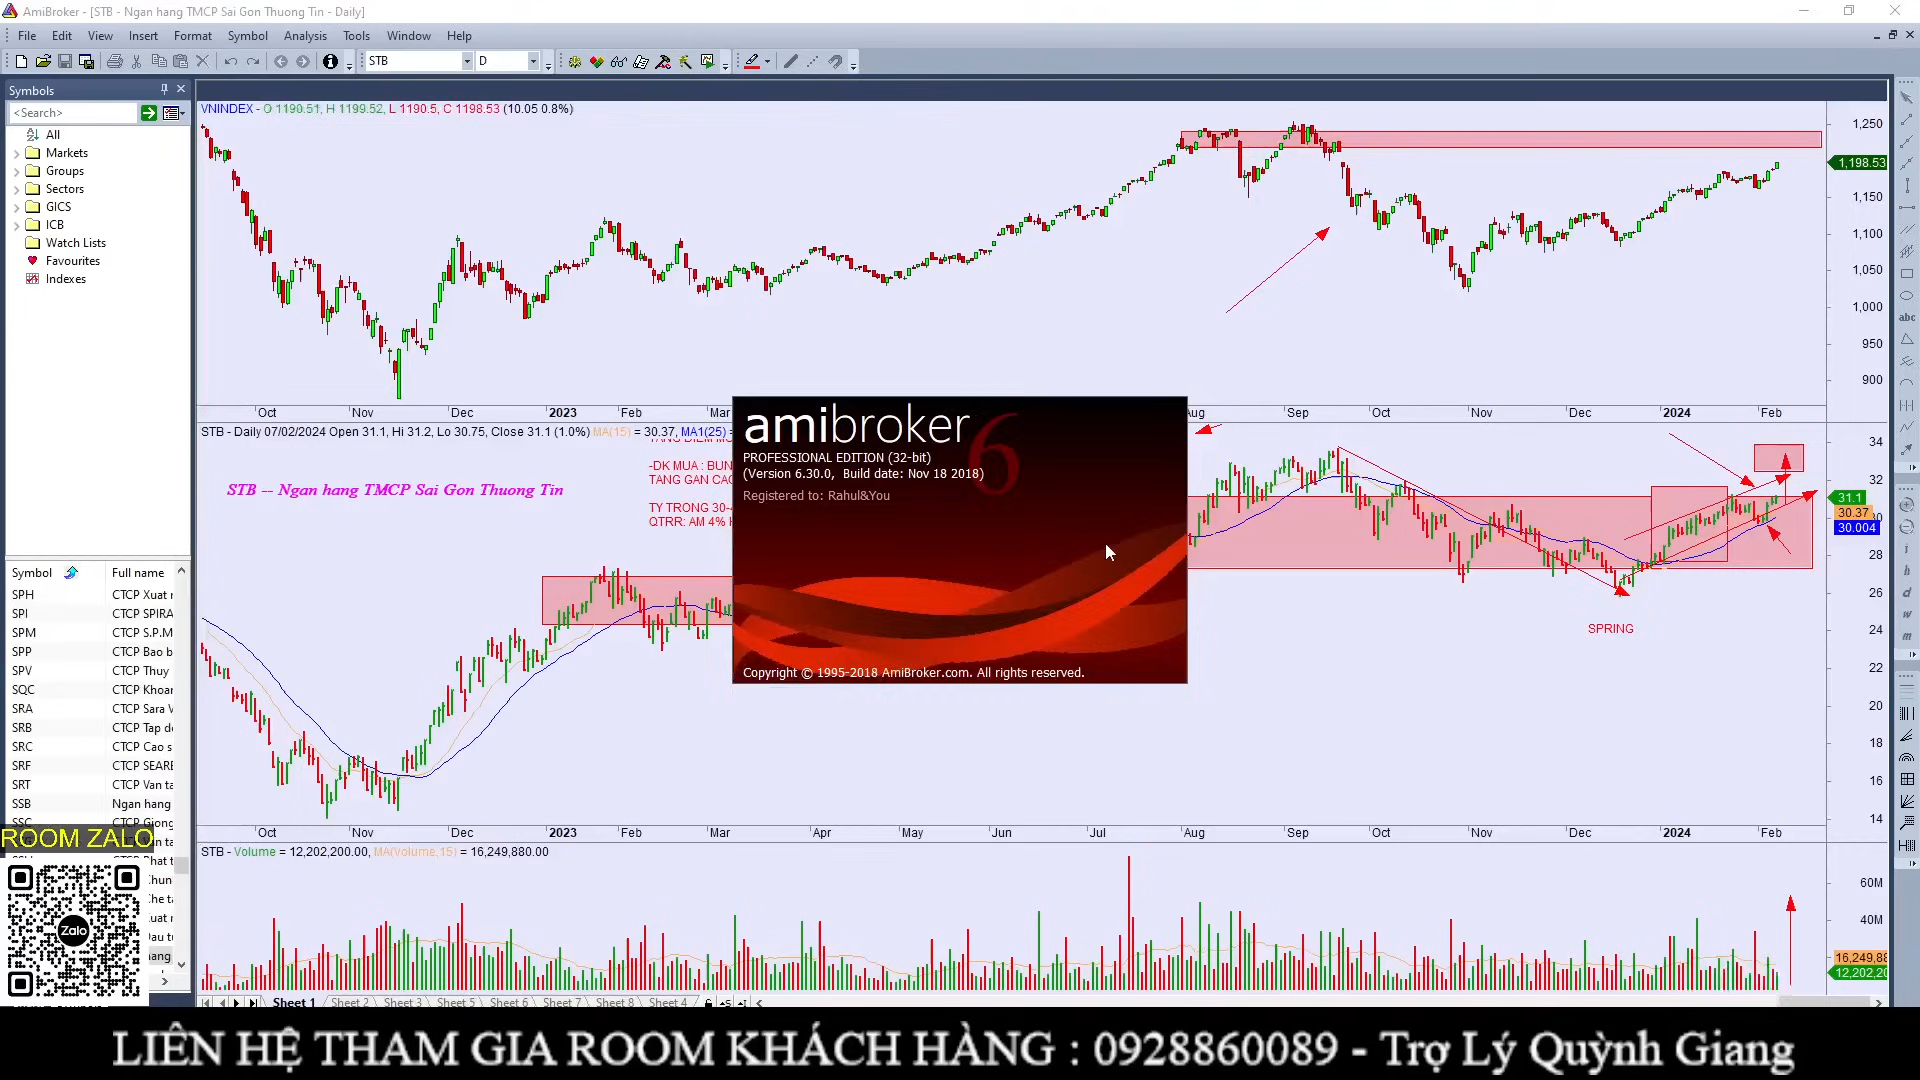 AmiBroker - [STB - Ngan hang TMCP Sai Gon Thuong Tin - Daily]
File Edit View Insert Format Symbol Analysis Tools Window Help
STB D
Symbols
<Search>
All
Markets
Groups
Sectors
GICS
ICB
Watch Lists
Favourites
Indexes
Symbol Full name
SPH CTCP Xuat
SPI CTCP SPIRA
SPM CTCP S.P.M
SPP CTCP Bao b
SPV CTCP Thuy
SQC CTCP Khoar
SRA CTCP Sara V
SRB CTCP Tap de
SRC CTCP Cao s
SRF CTCP SEARE
SRT CTCP Van ta
SSB Ngan hang
SSC CTCP Giong
ROOM ZALO
Zalo
VNINDEX - O 1190.51, H 1199.52, L 1190.5, C 1198.53 (10.05 0.8%)
1,250
1,198.53
1,150
1,100
1,050
1,000
950
900
Oct Nov Dec 2023 Feb Mar Aug Sep Oct Nov Dec 2024 Feb
STB - Daily 07/02/2024 Open 31.1, Hi 31.2, Lo 30.75, Close 31.1 (1.0%) MA(15) = 30.37, MA1(25)
-DK MUA : BUN
TANG GAN CAO
TY TRONG 30-
QTRR: AM 4%
STB -- Ngan hang TMCP Sai Gon Thuong Tin
amibroker 6
PROFESSIONAL EDITION (32-bit)
(Version 6.30.0, Build date: Nov 18 2018)
Registered to: Rahul&You
Copyright © 1995-2018 AmiBroker.com. All rights reserved.
SPRING
34
32
31.1
30.37
30.004
28
26
24
22
20
18
16
14
Oct Nov Dec 2023 Feb Mar Apr May Jun Jul Aug Sep Oct Nov Dec 2024 Feb
STB - Volume = 12,202,200.00, MA(Volume,15) = 16,249,880.00
60M
40M
16,249,88
12,202,20
Sheet 1 Sheet 2 Sheet 3 Sheet 5 Sheet 6 Sheet 7 Sheet 8 Sheet 4
abc
LIÊN HỆ THAM GIA ROOM KHÁCH HÀNG : 0928860089 - Trợ Lý Quỳnh Giang